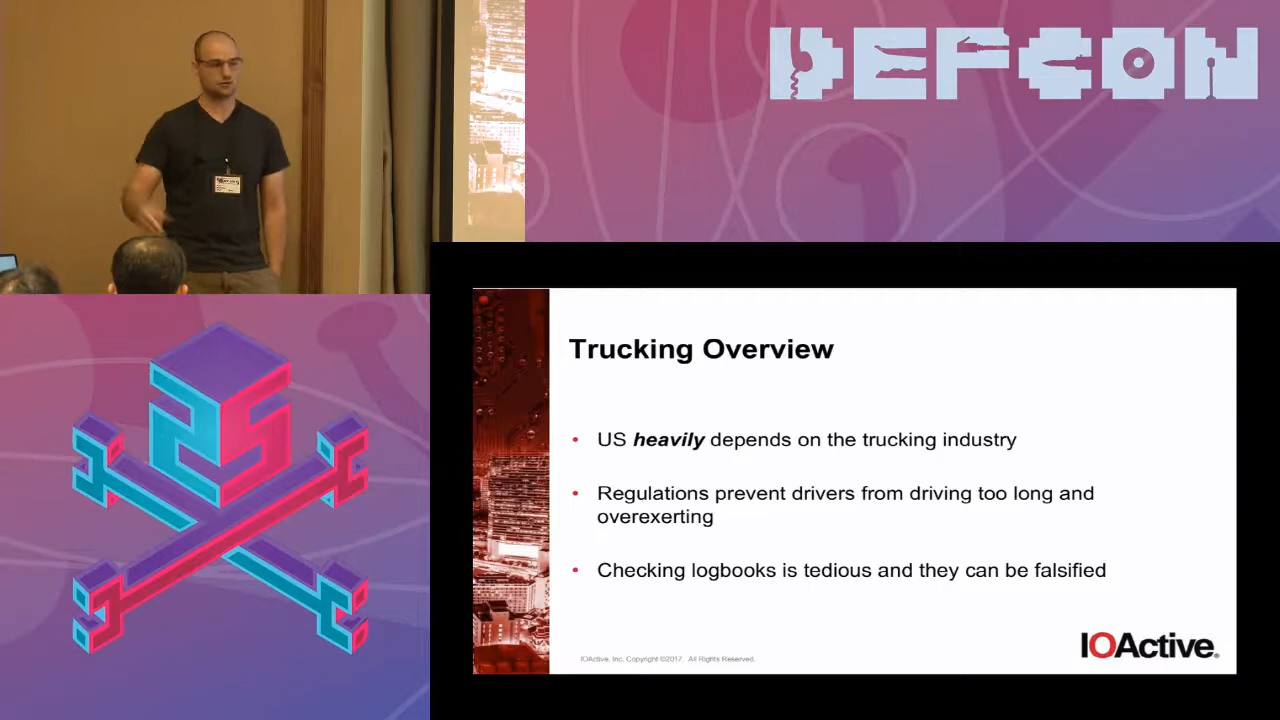 DEFCON
Trucking Overview
• US heavily depends on the trucking industry
• Regulations prevent drivers from driving too long and
overexerting
• Checking logbooks is tedious and they can be falsified
IOActive, Inc. Copyright ©2017. All Rights Reserved.
IOActive.
25